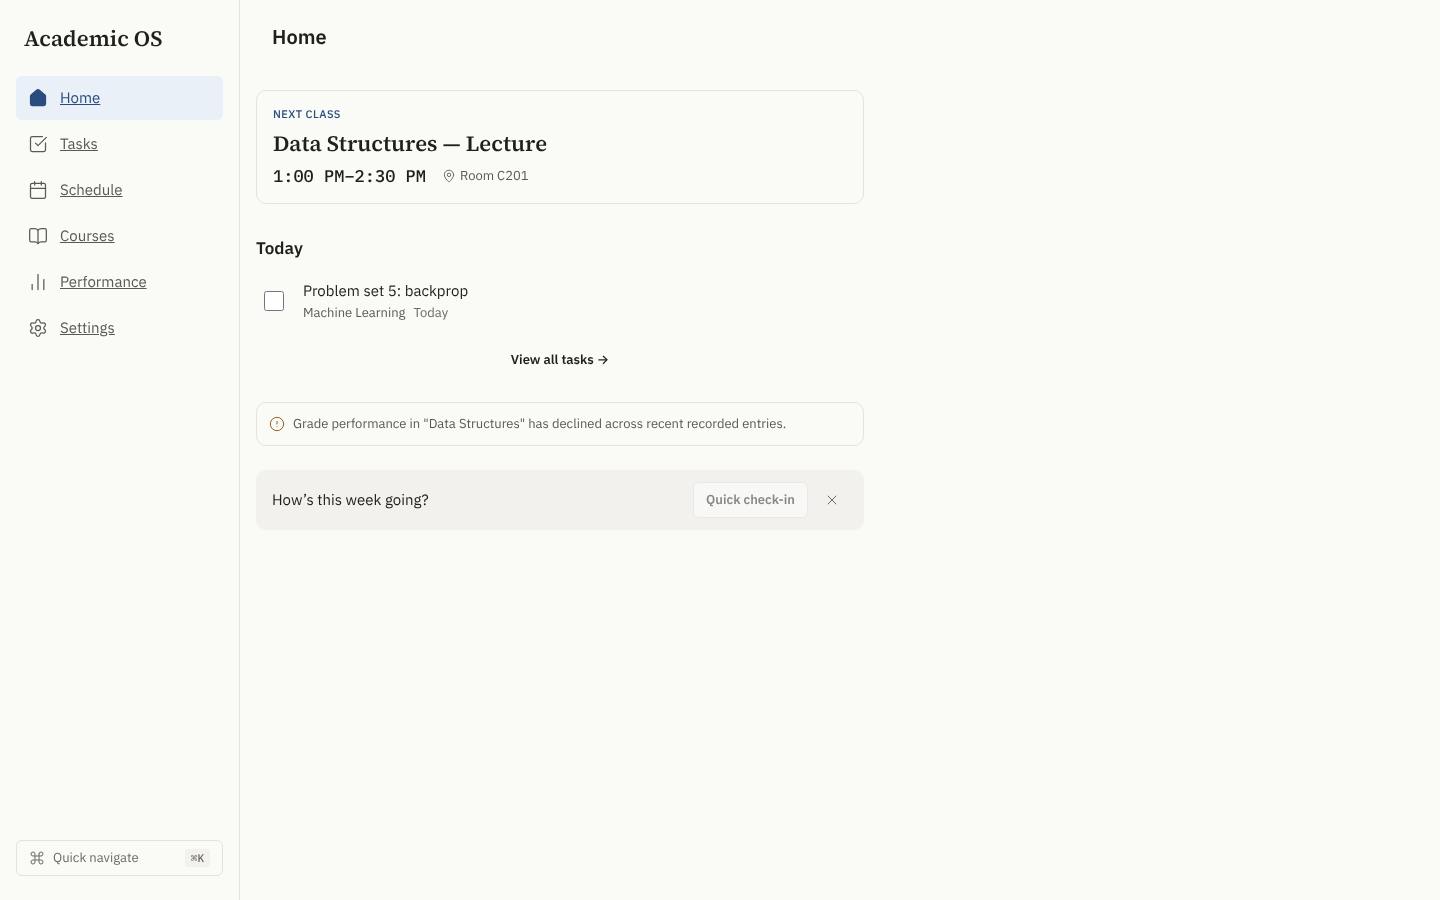 Academic OS
Home
Tasks
Schedule
Courses
Performance
Settings
Quick navigate ⌘K
Home
NEXT CLASS
Data Structures — Lecture
1:00 PM–2:30 PM Room C201
Today
Problem set 5: backprop
Machine Learning Today
View all tasks →
Grade performance in "Data Structures" has declined across recent recorded entries.
How’s this week going? Quick check-in